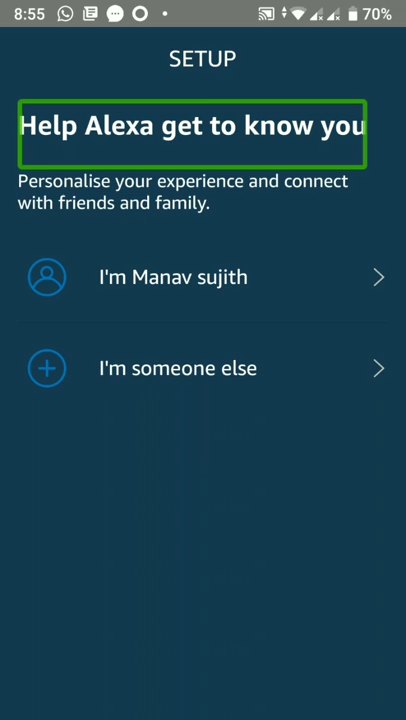 8:55 70%
SETUP
Help Alexa get to know you
Personalise your experience and connect
with friends and family.
I'm Manav sujith
I'm someone else